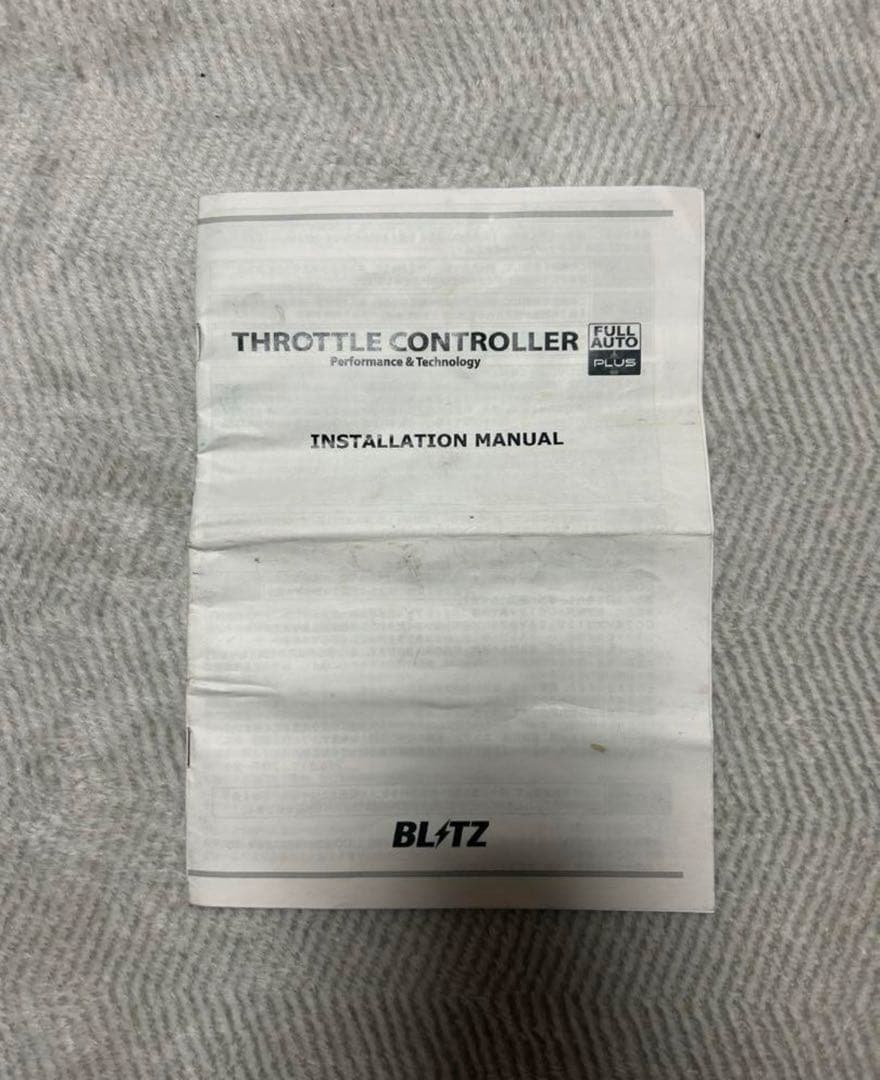 THROTTLE CONTROLLER FULL AUTO PLUS
Performance & Technology
INSTALLATION MANUAL
BLITZ